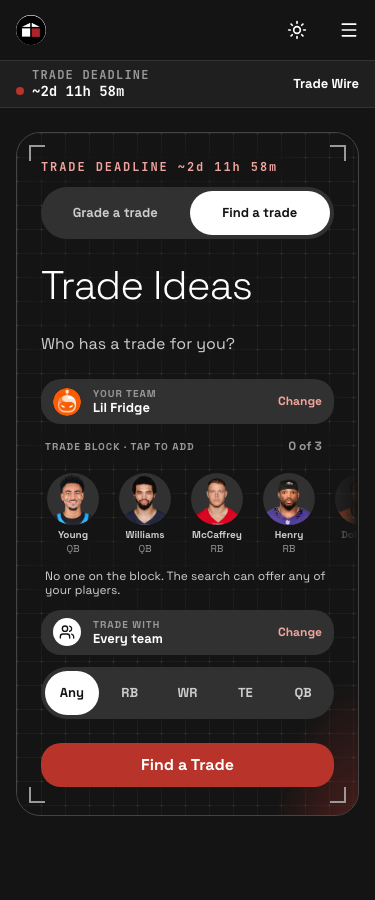 TRADE DEADLINE
~2d 11h 58m
Trade Wire
TRADE DEADLINE ~2d 11h 58m
Grade a trade
Find a trade
Trade Ideas
Who has a trade for you?
YOUR TEAM
Lil Fridge
Change
TRADE BLOCK · TAP TO ADD
0 of 3
Young
QB
Williams
QB
McCaffrey
RB
Henry
RB
No one on the block. The search can offer any of
your players.
TRADE WITH
Every team
Change
Any RB WR TE QB
Find a Trade